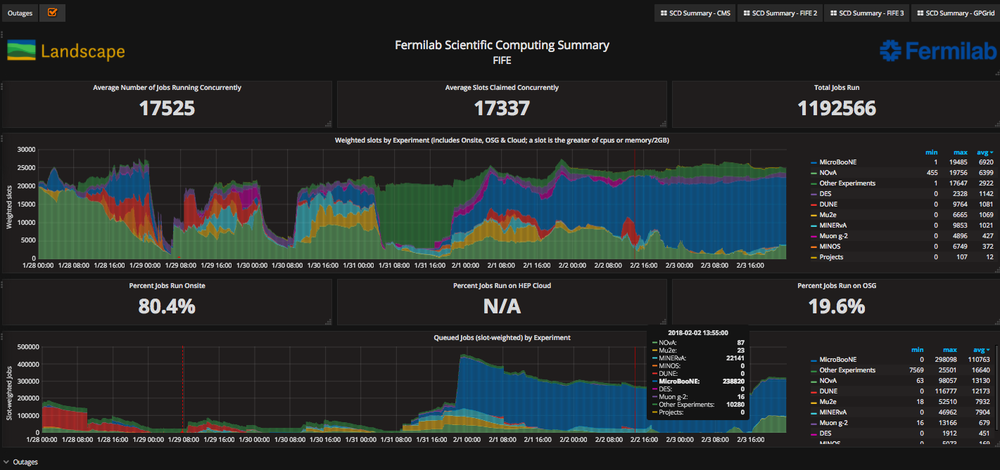 Outages
SCD Summary - CMS
SCD Summary - FIFE 2
SCD Summary - FIFE 3
SCD Summary - GPGrid
Landscape
Fermilab Scientific Computing Summary
FIFE
Fermilab
Average Number of Jobs Running Concurrently
17525
Average Slots Claimed Concurrently
17337
Total Jobs Run
1192566
Weighted slots by Experiment (includes Onsite, OSG & Cloud; a slot is the greater of cpus or memory/2GB)
Weighted slots
30000
25000
20000
15000
10000
5000
0
1/28 00:00 1/28 08:00 1/28 16:00 1/29 00:00 1/29 08:00 1/29 16:00 1/30 00:00 1/30 08:00 1/30 16:00 1/31 00:00 1/31 08:00 1/31 16:00 2/1 00:00 2/1 08:00 2/1 16:00 2/2 00:00 2/2 08:00 2/2 16:00 2/3 00:00 2/3 08:00 2/3 16:00
min max avg
MicroBooNE 1 19485 6920
NOvA 455 19756 6399
Other Experiments 1 17647 2922
DES 0 2328 1142
DUNE 0 9764 1081
Mu2e 0 6665 1069
MINERvA 0 9853 1021
Muon g-2 0 4896 427
MINOS 0 6749 372
Projects 0 107 12
Percent Jobs Run Onsite
80.4%
Percent Jobs Run on HEP Cloud
N/A
Percent Jobs Run on OSG
19.6%
Queued Jobs (slot-weighted) by Experiment
Slot-weighted jobs
500000
400000
300000
200000
100000
0
1/28 00:00 1/28 08:00 1/28 16:00 1/29 00:00 1/29 08:00 1/29 16:00 1/30 00:00 1/30 08:00 1/30 16:00 1/31 00:00 1/31 08:00 1/31 16:00 2/1 00:00 2/1 08:00 2/1 16:00 2/2 00:00 2/2 08:00 2/2 16:00 2/3 00:00 2/3 08:00 2/3 16:00
2018-02-02 13:55:00
NOvA: 87
Mu2e: 23
MINERvA: 22141
MINOS: 0
DUNE: 0
MicroBooNE: 238820
DES: 0
Muon g-2: 16
Other Experiments: 10280
Projects: 0
min max avg
MicroBooNE 0 298098 110763
Other Experiments 7569 25501 16640
NOvA 63 98057 13130
DUNE 0 116777 12173
Mu2e 18 52510 7932
MINERvA 0 46962 7904
Muon g-2 16 13166 679
DES 0 1912 451
MINOS 0 5073 169
Outages